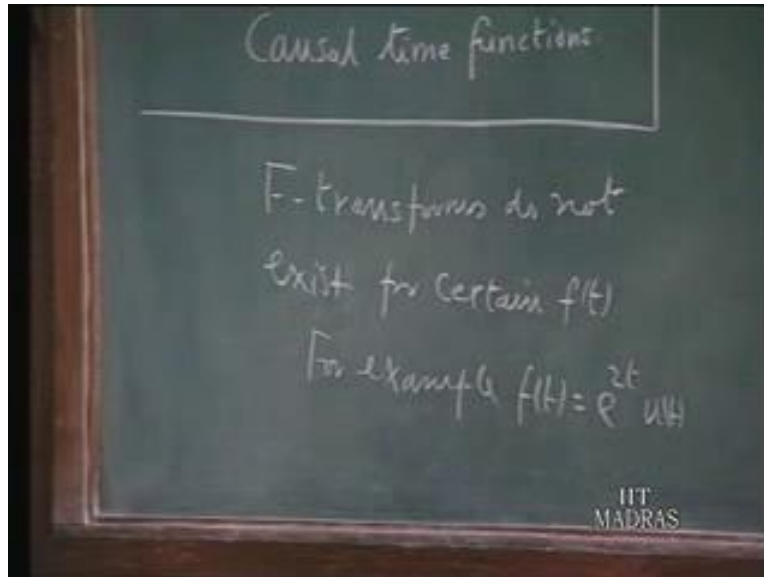 Causal time functions
F-transforms do not
exist for certain f(t)
For example f(t) = e^{2t} u(t)
IIT
MADRAS